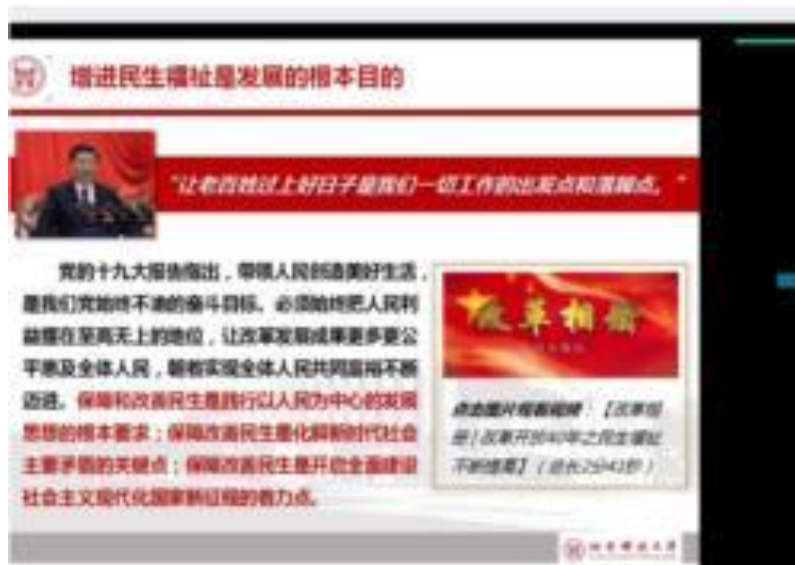 增进民生福祉是发展的根本目的
“让老百姓过上好日子是我们一切工作的出发点和落脚点。”
党的十九大报告指出，带领人民创造美好生活，
是我们党始终不渝的奋斗目标。必须始终把人民利
益摆在至高无上的地位，让改革发展成果更多更公
平惠及全体人民，朝着实现全体人民共同富裕不断
迈进。保障和改善民生是践行以人民为中心的发展
思想的根本要求；保障改善民生是化解新时代社会
主要矛盾的关键点；保障改善民生是开启全面建设
社会主义现代化国家新征程的着力点。
改革相册
点击图片观看视频：【改革相
册|改革开放40年之民生福祉
不断提高】（总长2分41秒）